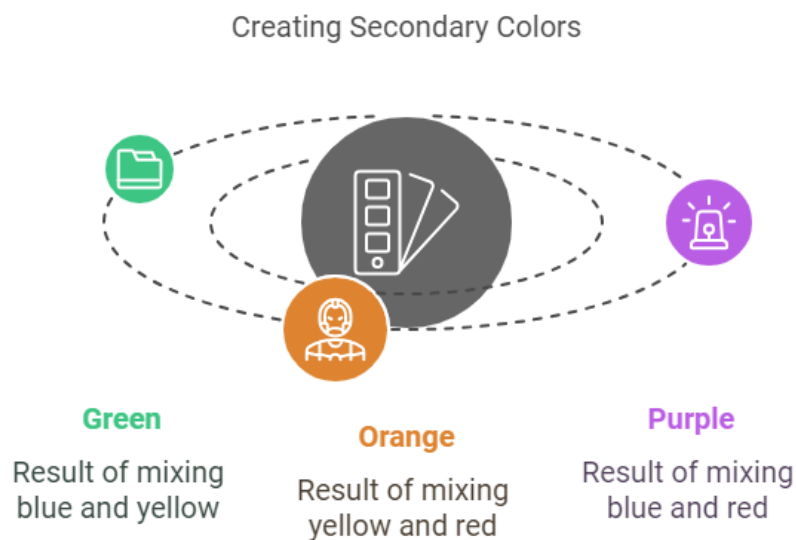 Creating Secondary Colors
Green
Result of mixing
blue and yellow
Orange
Result of mixing
yellow and red
Purple
Result of mixing
blue and red